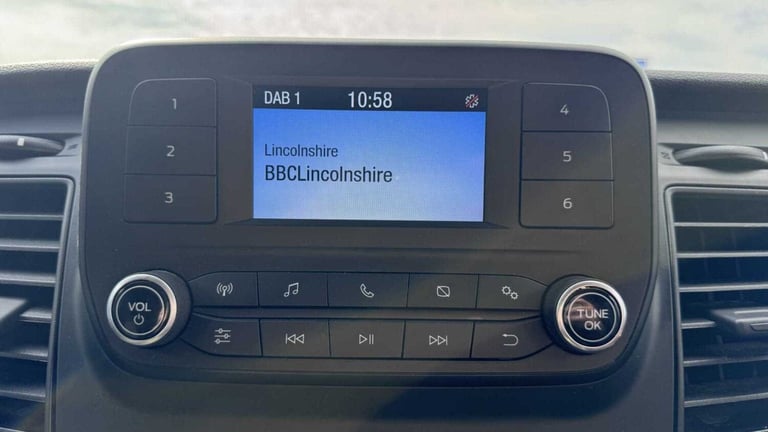 DAB 1 10:58
Lincolnshire
BBCLincolnshire
1
2
3
4
5
6
VOL
TUNE
OK